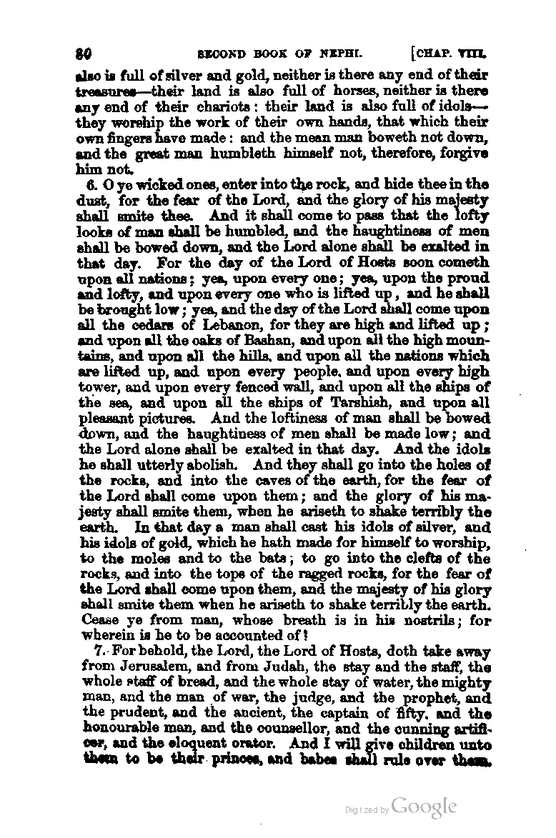 80 SECOND BOOK OF NEPHI. [CHAP. VIII.
also is full of silver and gold, neither is there any end of their
treasures—their land is also full of horses, neither is there
any end of their chariots: their land is also full of idols—
they worship the work of their own hands, that which their
own fingers have made: and the mean man boweth not down,
and the great man humbleth himself not, therefore, forgive
him not.
6. O ye wicked ones, enter into the rock, and hide thee in the
dust, for the fear of the Lord, and the glory of his majesty
shall smite thee. And it shall come to pass that the lofty
looks of man shall be humbled, and the haughtiness of men
shall be bowed down, and the Lord alone shall be exalted in
that day. For the day of the Lord of Hosts soon cometh
upon all nations; yea, upon every one; yea, upon the proud
and lofty, and upon every one who is lifted up, and he shall
be brought low; yea, and the day of the Lord shall come upon
all the cedars of Lebanon, for they are high and lifted up;
and upon all the oaks of Bashan, and upon all the high moun-
tains, and upon all the hills, and upon all the nations which
are lifted up, and upon every people, and upon every high
tower, and upon every fenced wall, and upon all the ships of
the sea, and upon all the ships of Tarshish, and upon all
pleasant pictures. And the loftiness of man shall be bowed
down, and the haughtiness of men shall be made low; and
the Lord alone shall be exalted in that day. And the idols
he shall utterly abolish. And they shall go into the holes of
the rocks, and into the caves of the earth, for the fear of
the Lord shall come upon them; and the glory of his ma-
jesty shall smite them, when he ariseth to shake terribly the
earth. In that day a man shall cast his idols of silver, and
his idols of gold, which he hath made for himself to worship,
to the moles and to the bats; to go into the clefts of the
rocks, and into the tops of the ragged rocks, for the fear of
the Lord shall come upon them, and the majesty of his glory
shall smite them when he ariseth to shake terribly the earth.
Cease ye from man, whose breath is in his nostrils; for
wherein is he to be accounted of?
7. For behold, the Lord, the Lord of Hosts, doth take away
from Jerusalem, and from Judah, the stay and the staff, the
whole staff of bread, and the whole stay of water, the mighty
man, and the man of war, the judge, and the prophet, and
the prudent, and the ancient, the captain of fifty, and the
honourable man, and the counsellor, and the cunning artifi-
cer, and the eloquent orator. And I will give children unto
them to be their princes, and babes shall rule over them.
Digitized by Google